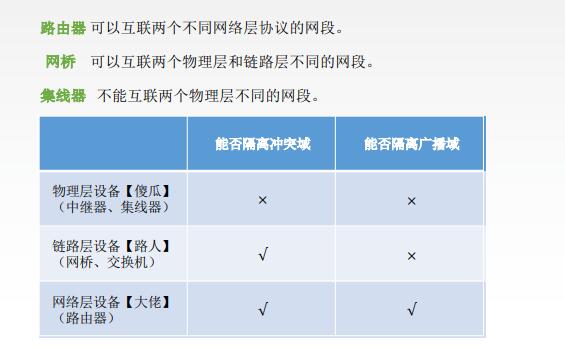 路由器 可以互联两个不同网络层协议的网段。
网桥 可以互联两个物理层和链路层不同的网段。
集线器 不能互联两个物理层不同的网段。
能否隔离冲突域 能否隔离广播域
物理层设备【傻瓜】
（中继器、集线器） × ×
链路层设备【路人】
（网桥、交换机） √ ×
网络层设备【大佬】
（路由器） √ √